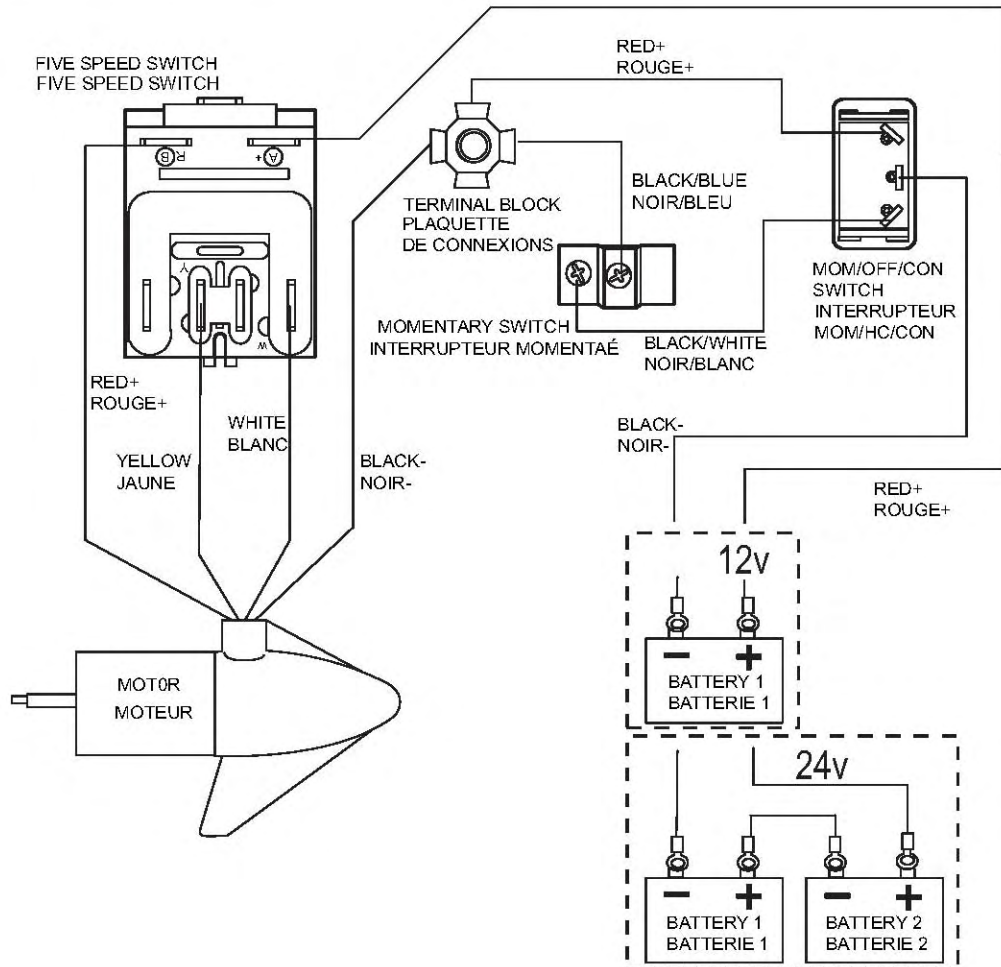 FIVE SPEED SWITCH
FIVE SPEED SWITCH
R B
A +
Y
W
RED+
ROUGE+
TERMINAL BLOCK
PLAQUETTE
DE CONNEXIONS
BLACK/BLUE
NOIR/BLEU
MOMENTARY SWITCH
INTERRUPTEUR MOMENTAÉ
BLACK/WHITE
NOIR/BLANC
MOM/OFF/CON
SWITCH
INTERRUPTEUR
MOM/HC/CON
RED+
ROUGE+
YELLOW
JAUNE
WHITE
BLANC
BLACK-
NOIR-
BLACK-
NOIR-
RED+
ROUGE+
MOT0R
MOTEUR
12v
− +
BATTERY 1
BATTERIE 1
24v
− +
BATTERY 1
BATTERIE 1
− +
BATTERY 2
BATTERIE 2